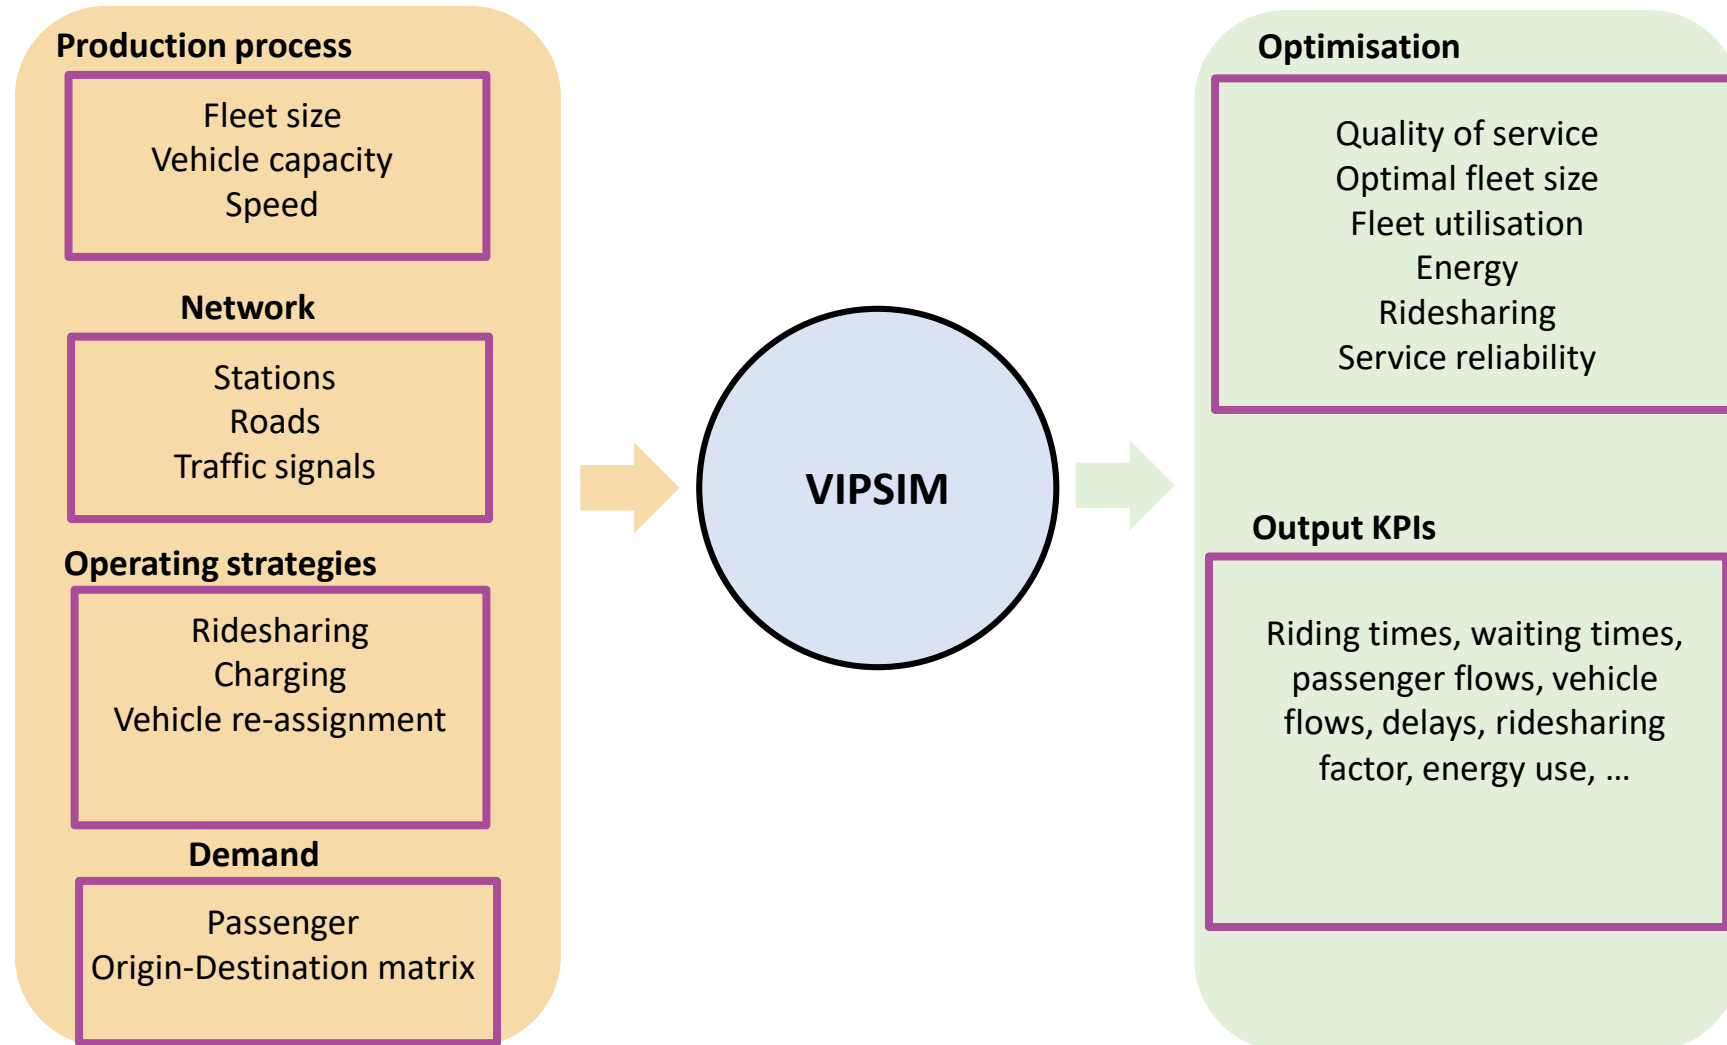 Production process
Fleet size
Vehicle capacity
Speed
Network
Stations
Roads
Traffic signals
Operating strategies
Ridesharing
Charging
Vehicle re-assignment
Demand
Passenger
Origin-Destination matrix
VIPSIM
Optimisation
Quality of service
Optimal fleet size
Fleet utilisation
Energy
Ridesharing
Service reliability
Output KPIs
Riding times, waiting times,
passenger flows, vehicle
flows, delays, ridesharing
factor, energy use, ...